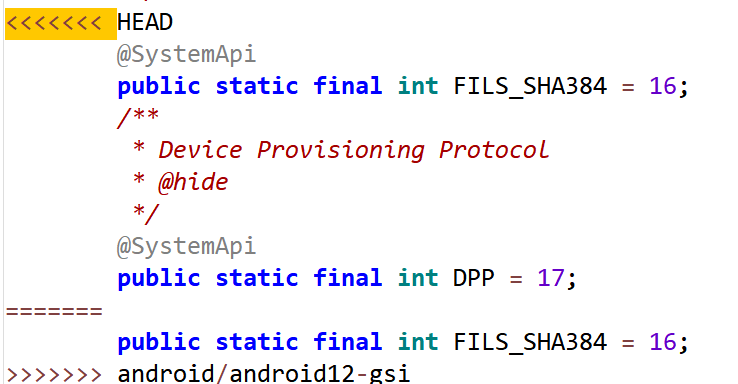 <<<<<<< HEAD
        @SystemApi
        public static final int FILS_SHA384 = 16;
        /**
         * Device Provisioning Protocol
         * @hide
         */
        @SystemApi
        public static final int DPP = 17;
=======
        public static final int FILS_SHA384 = 16;
>>>>>>> android/android12-gsi